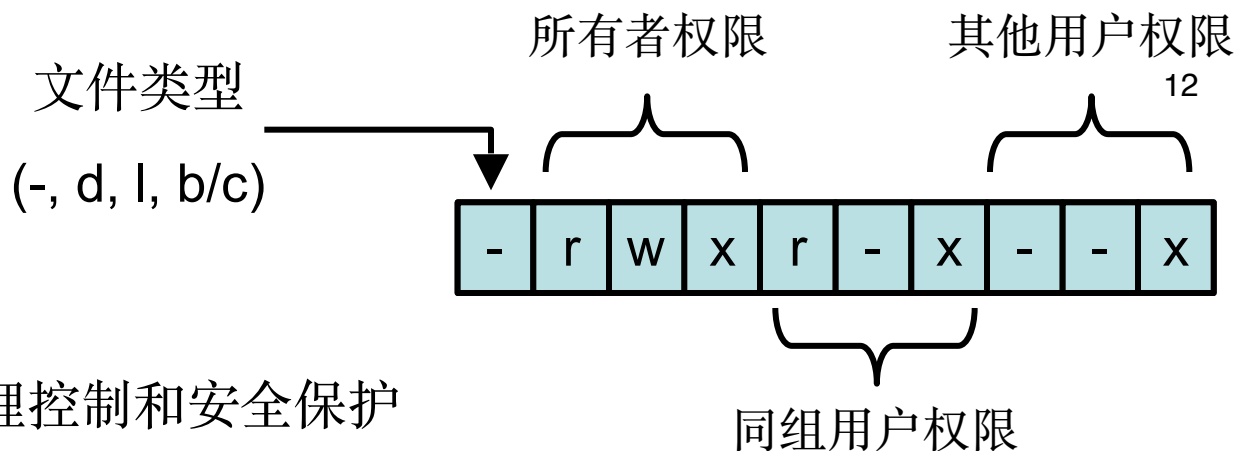 所有者权限
其他用户权限
12
文件类型
(-, d, l, b/c)
- r w x r - x - - x
理控制和安全保护
同组用户权限